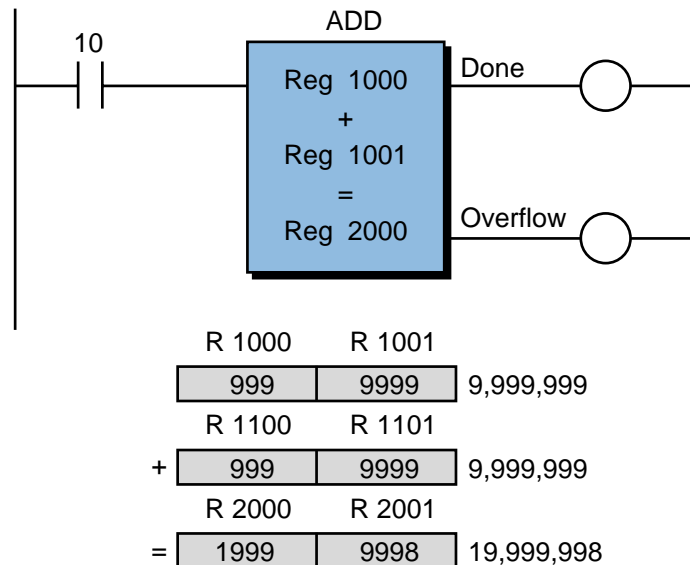 ADD
10
Reg 1000
+
Reg 1001
=
Reg 2000
Done
Overflow
R 1000 R 1001
999 9999 9,999,999
R 1100 R 1101
+ 999 9999 9,999,999
R 2000 R 2001
= 1999 9998 19,999,998